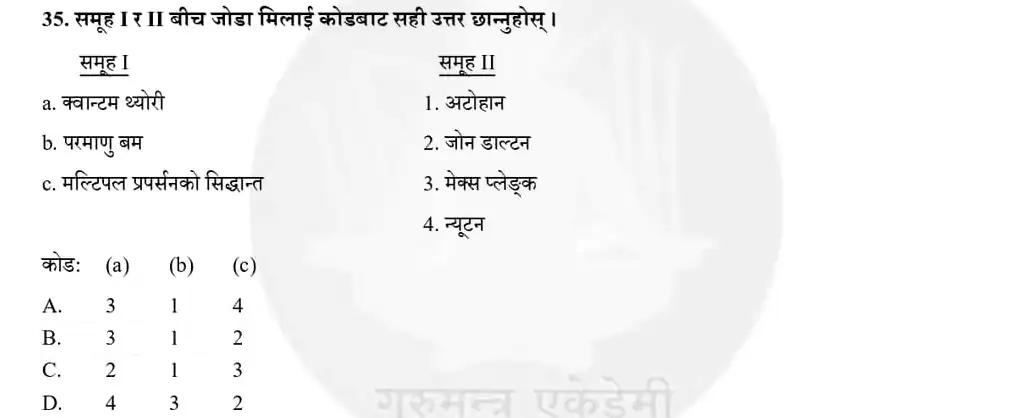 35. समूह I र II बीच जोडा मिलाई कोडबाट सही उत्तर छान्नुहोस् ।
समूह I समूह II
a. क्वान्टम थ्योरी 1. अटोहान
b. परमाणु बम 2. जोन डाल्टन
c. मल्टिपल प्रपर्सनको सिद्धान्त 3. मेक्स प्लेङ्क
4. न्यूटन
कोड: (a) (b) (c)
A. 3 1 4
B. 3 1 2
C. 2 1 3
D. 4 3 2
गुरुमन्त्र एकेडेमी